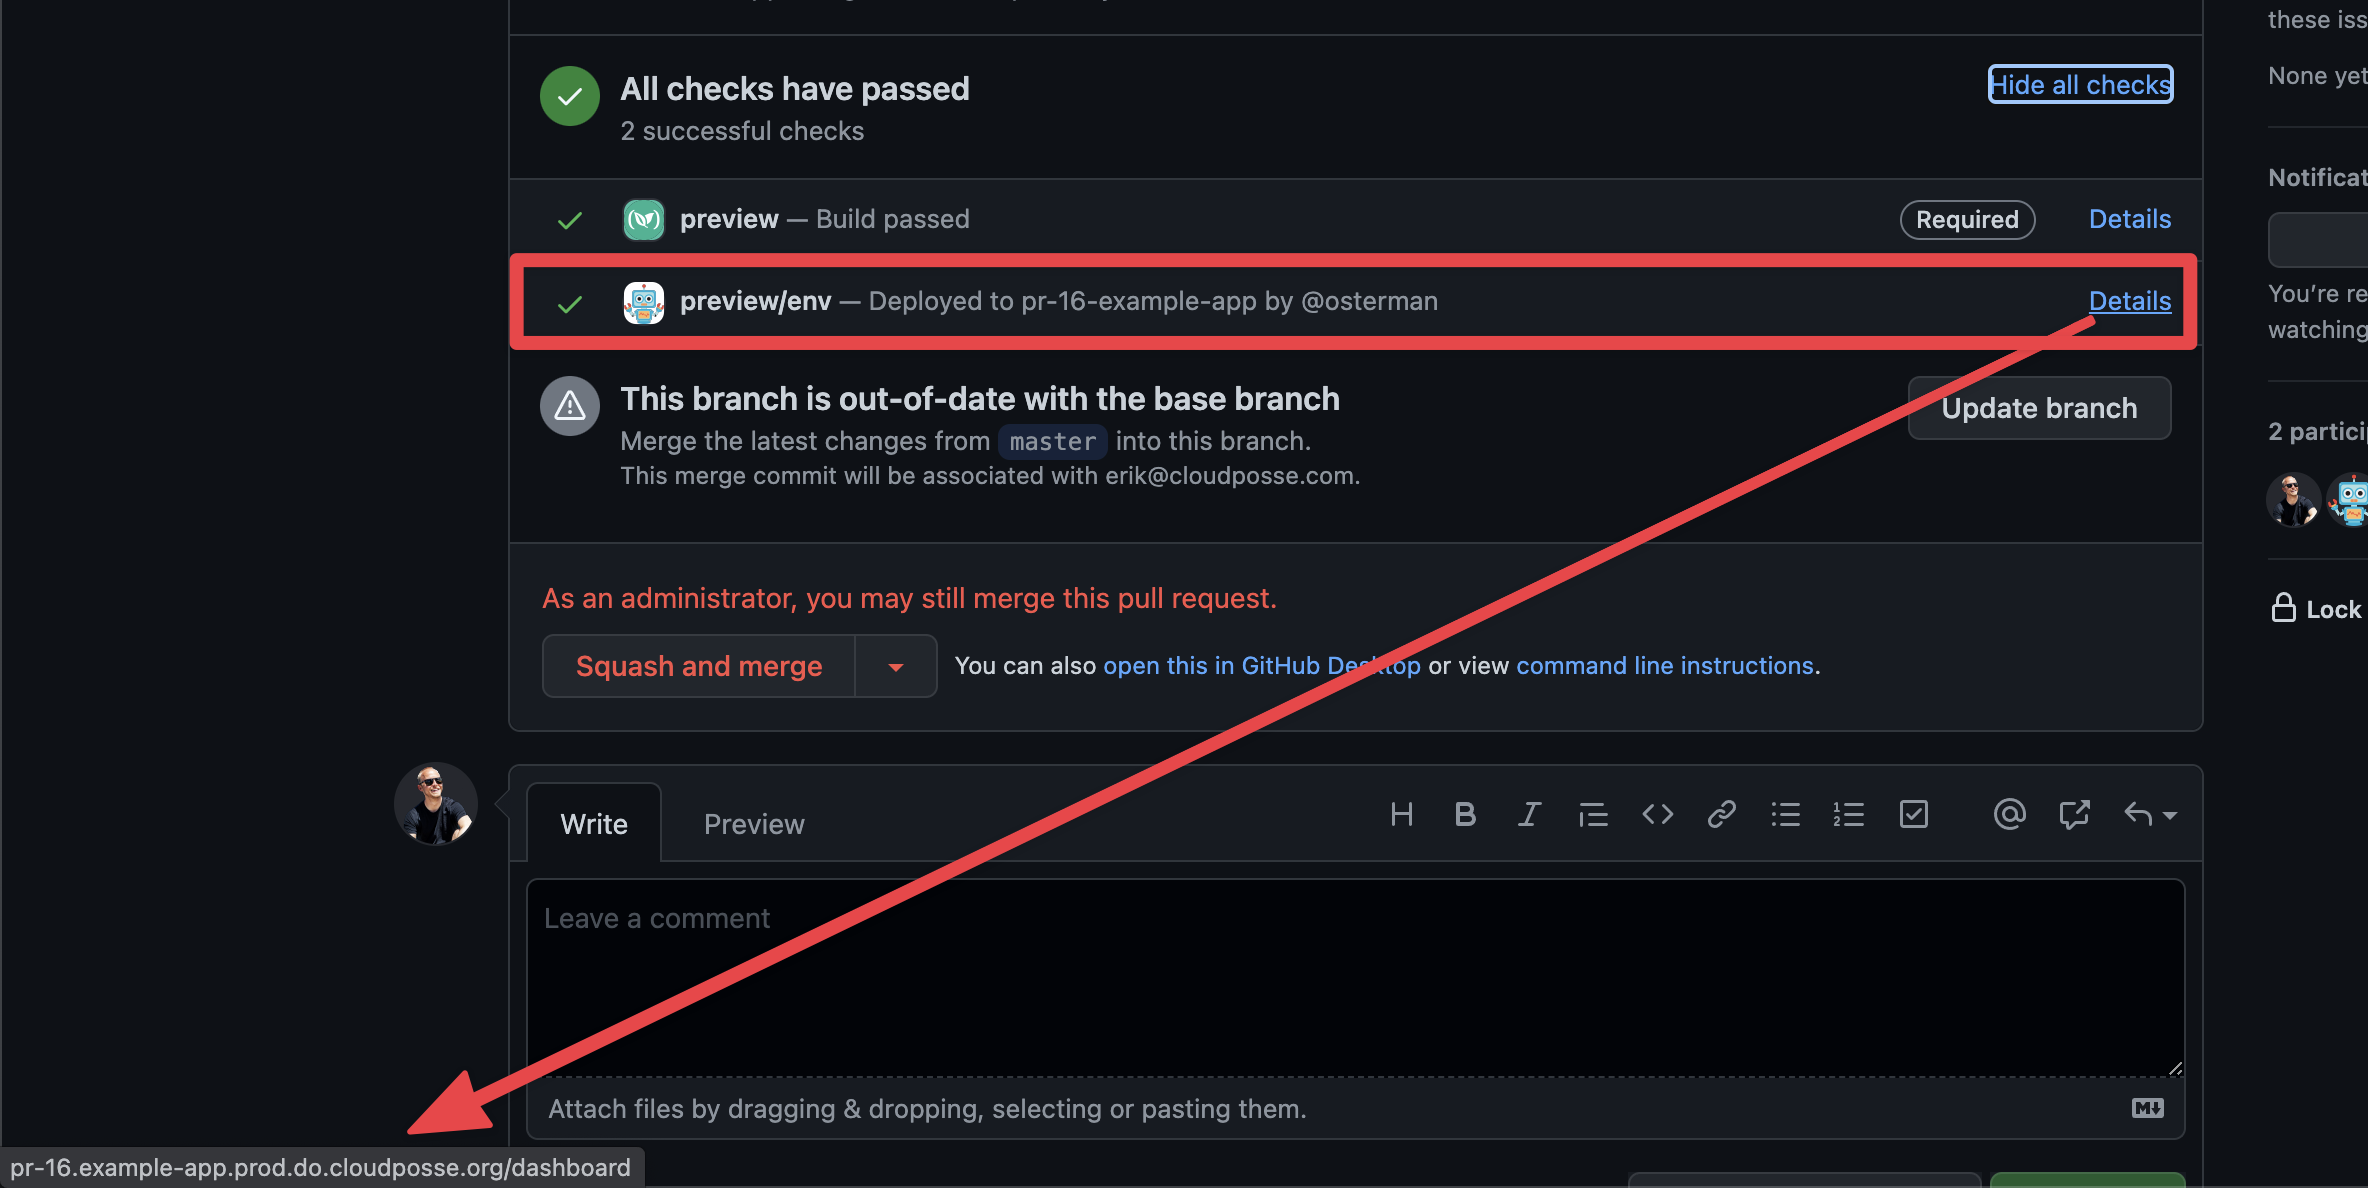 these iss
All checks have passed
Hide all checks
None yet
2 successful checks
Notificat
preview — Build passed
Required
Details
preview/env — Deployed to pr-16-example-app by @osterman
Details
You're re
watching
This branch is out-of-date with the base branch
Update branch
Merge the latest changes from master into this branch.
This merge commit will be associated with erik@cloudposse.com.
2 partici
As an administrator, you may still merge this pull request.
Lock
Squash and merge
You can also open this in GitHub Desktop or view command line instructions.
Write
Preview
Leave a comment
Attach files by dragging & dropping, selecting or pasting them.
pr-16.example-app.prod.do.cloudposse.org/dashboard